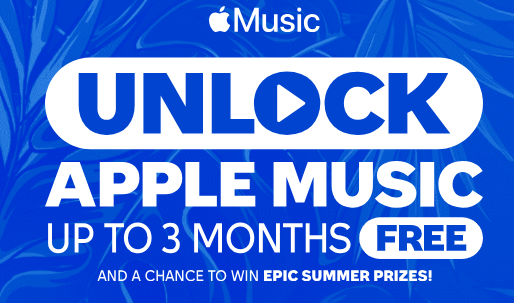 Music
UNLOCK
APPLE MUSIC
UP TO 3 MONTHS FREE
AND A CHANCE TO WIN EPIC SUMMER PRIZES!